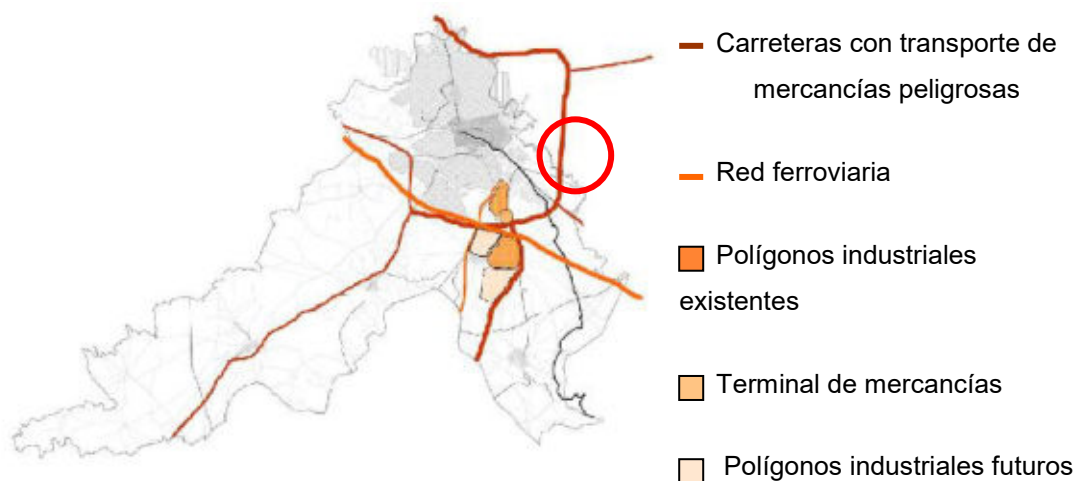 Carreteras con transporte de
mercancías peligrosas
Red ferroviaria
Polígonos industriales
existentes
Terminal de mercancías
Polígonos industriales futuros